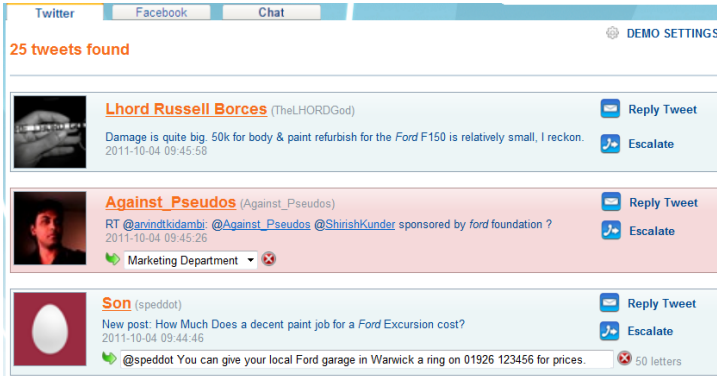 Twitter Facebook Chat
DEMO SETTINGS
25 tweets found
Lhord Russell Borces (TheLHORDGod) Reply Tweet
Damage is quite big. 50k for body & paint refurbish for the Ford F150 is relatively small, I reckon.
2011-10-04 09:45:58 Escalate
Against_Pseudos (Against_Pseudos) Reply Tweet
RT @arvindtkidambi: @Against_Pseudos @ShirishKunder sponsored by ford foundation ?
2011-10-04 09:45:26 Escalate
Marketing Department
Son (speddot) Reply Tweet
New post: How Much Does a decent paint job for a Ford Excursion cost?
2011-10-04 09:44:46 Escalate
@speddot You can give your local Ford garage in Warwick a ring on 01926 123456 for prices. 50 letters